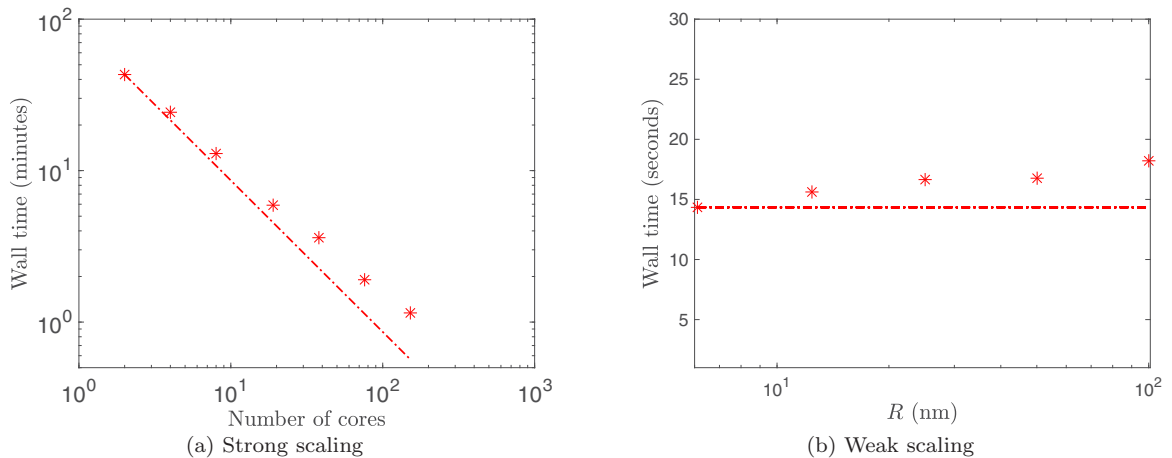 10^2
10^1
10^0
Wall time (minutes)
10^0
10^1
10^2
10^3
Number of cores
(a) Strong scaling
30
25
20
15
10
5
Wall time (seconds)
10^1
10^2
R (nm)
(b) Weak scaling